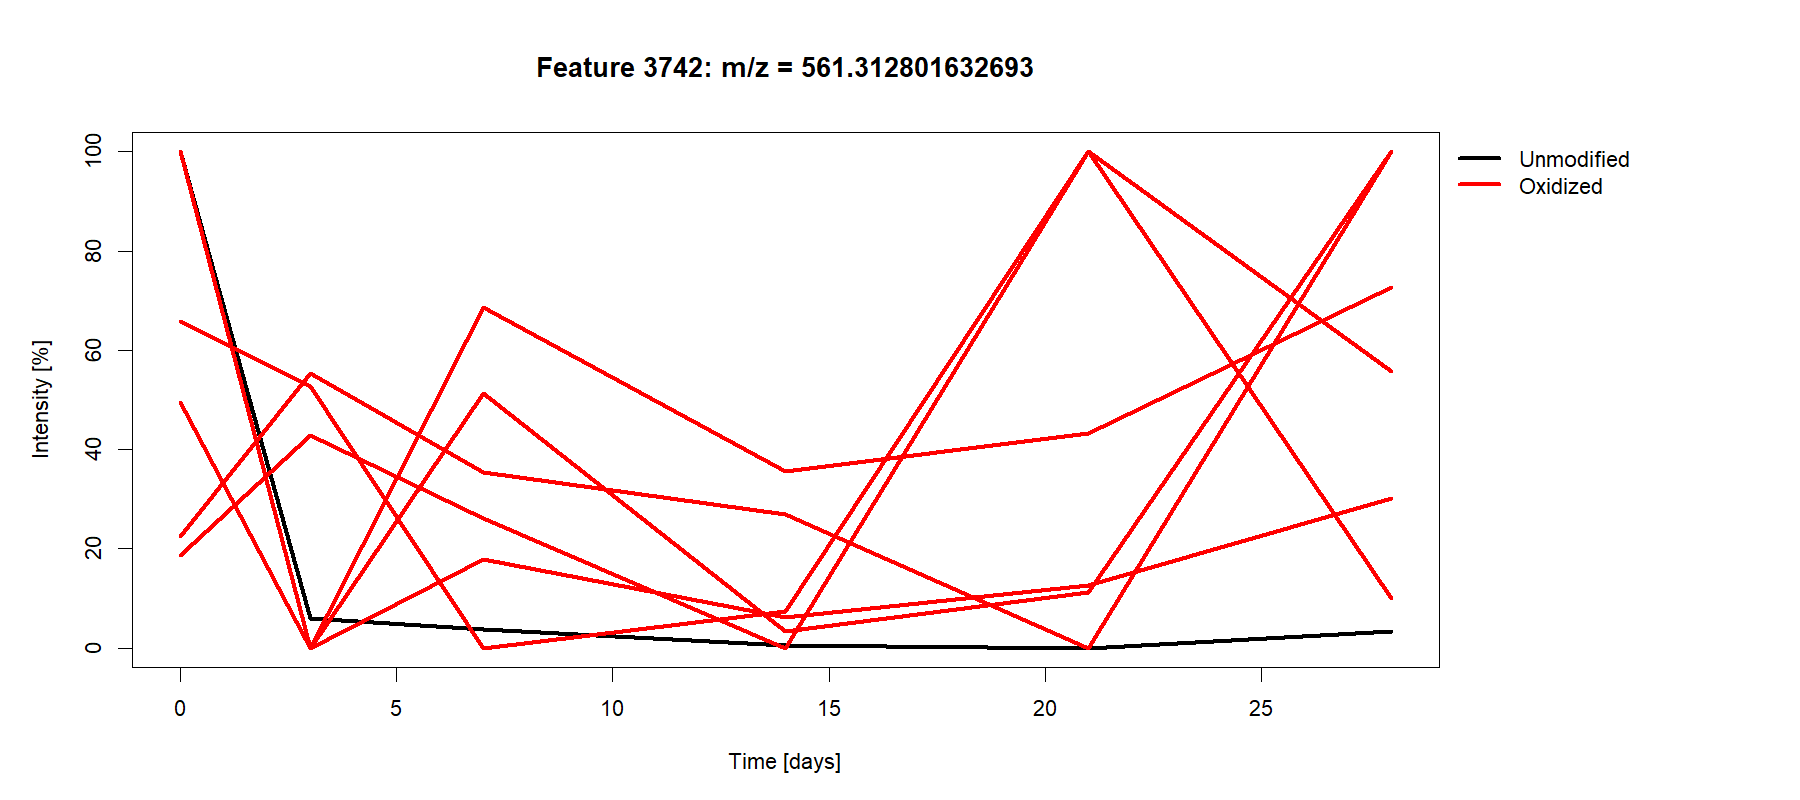 Feature 3742: m/z = 561.312801632693
Unmodified
Oxidized
Intensity [%]
100
80
60
40
20
0
0 5 10 15 20 25
Time [days]